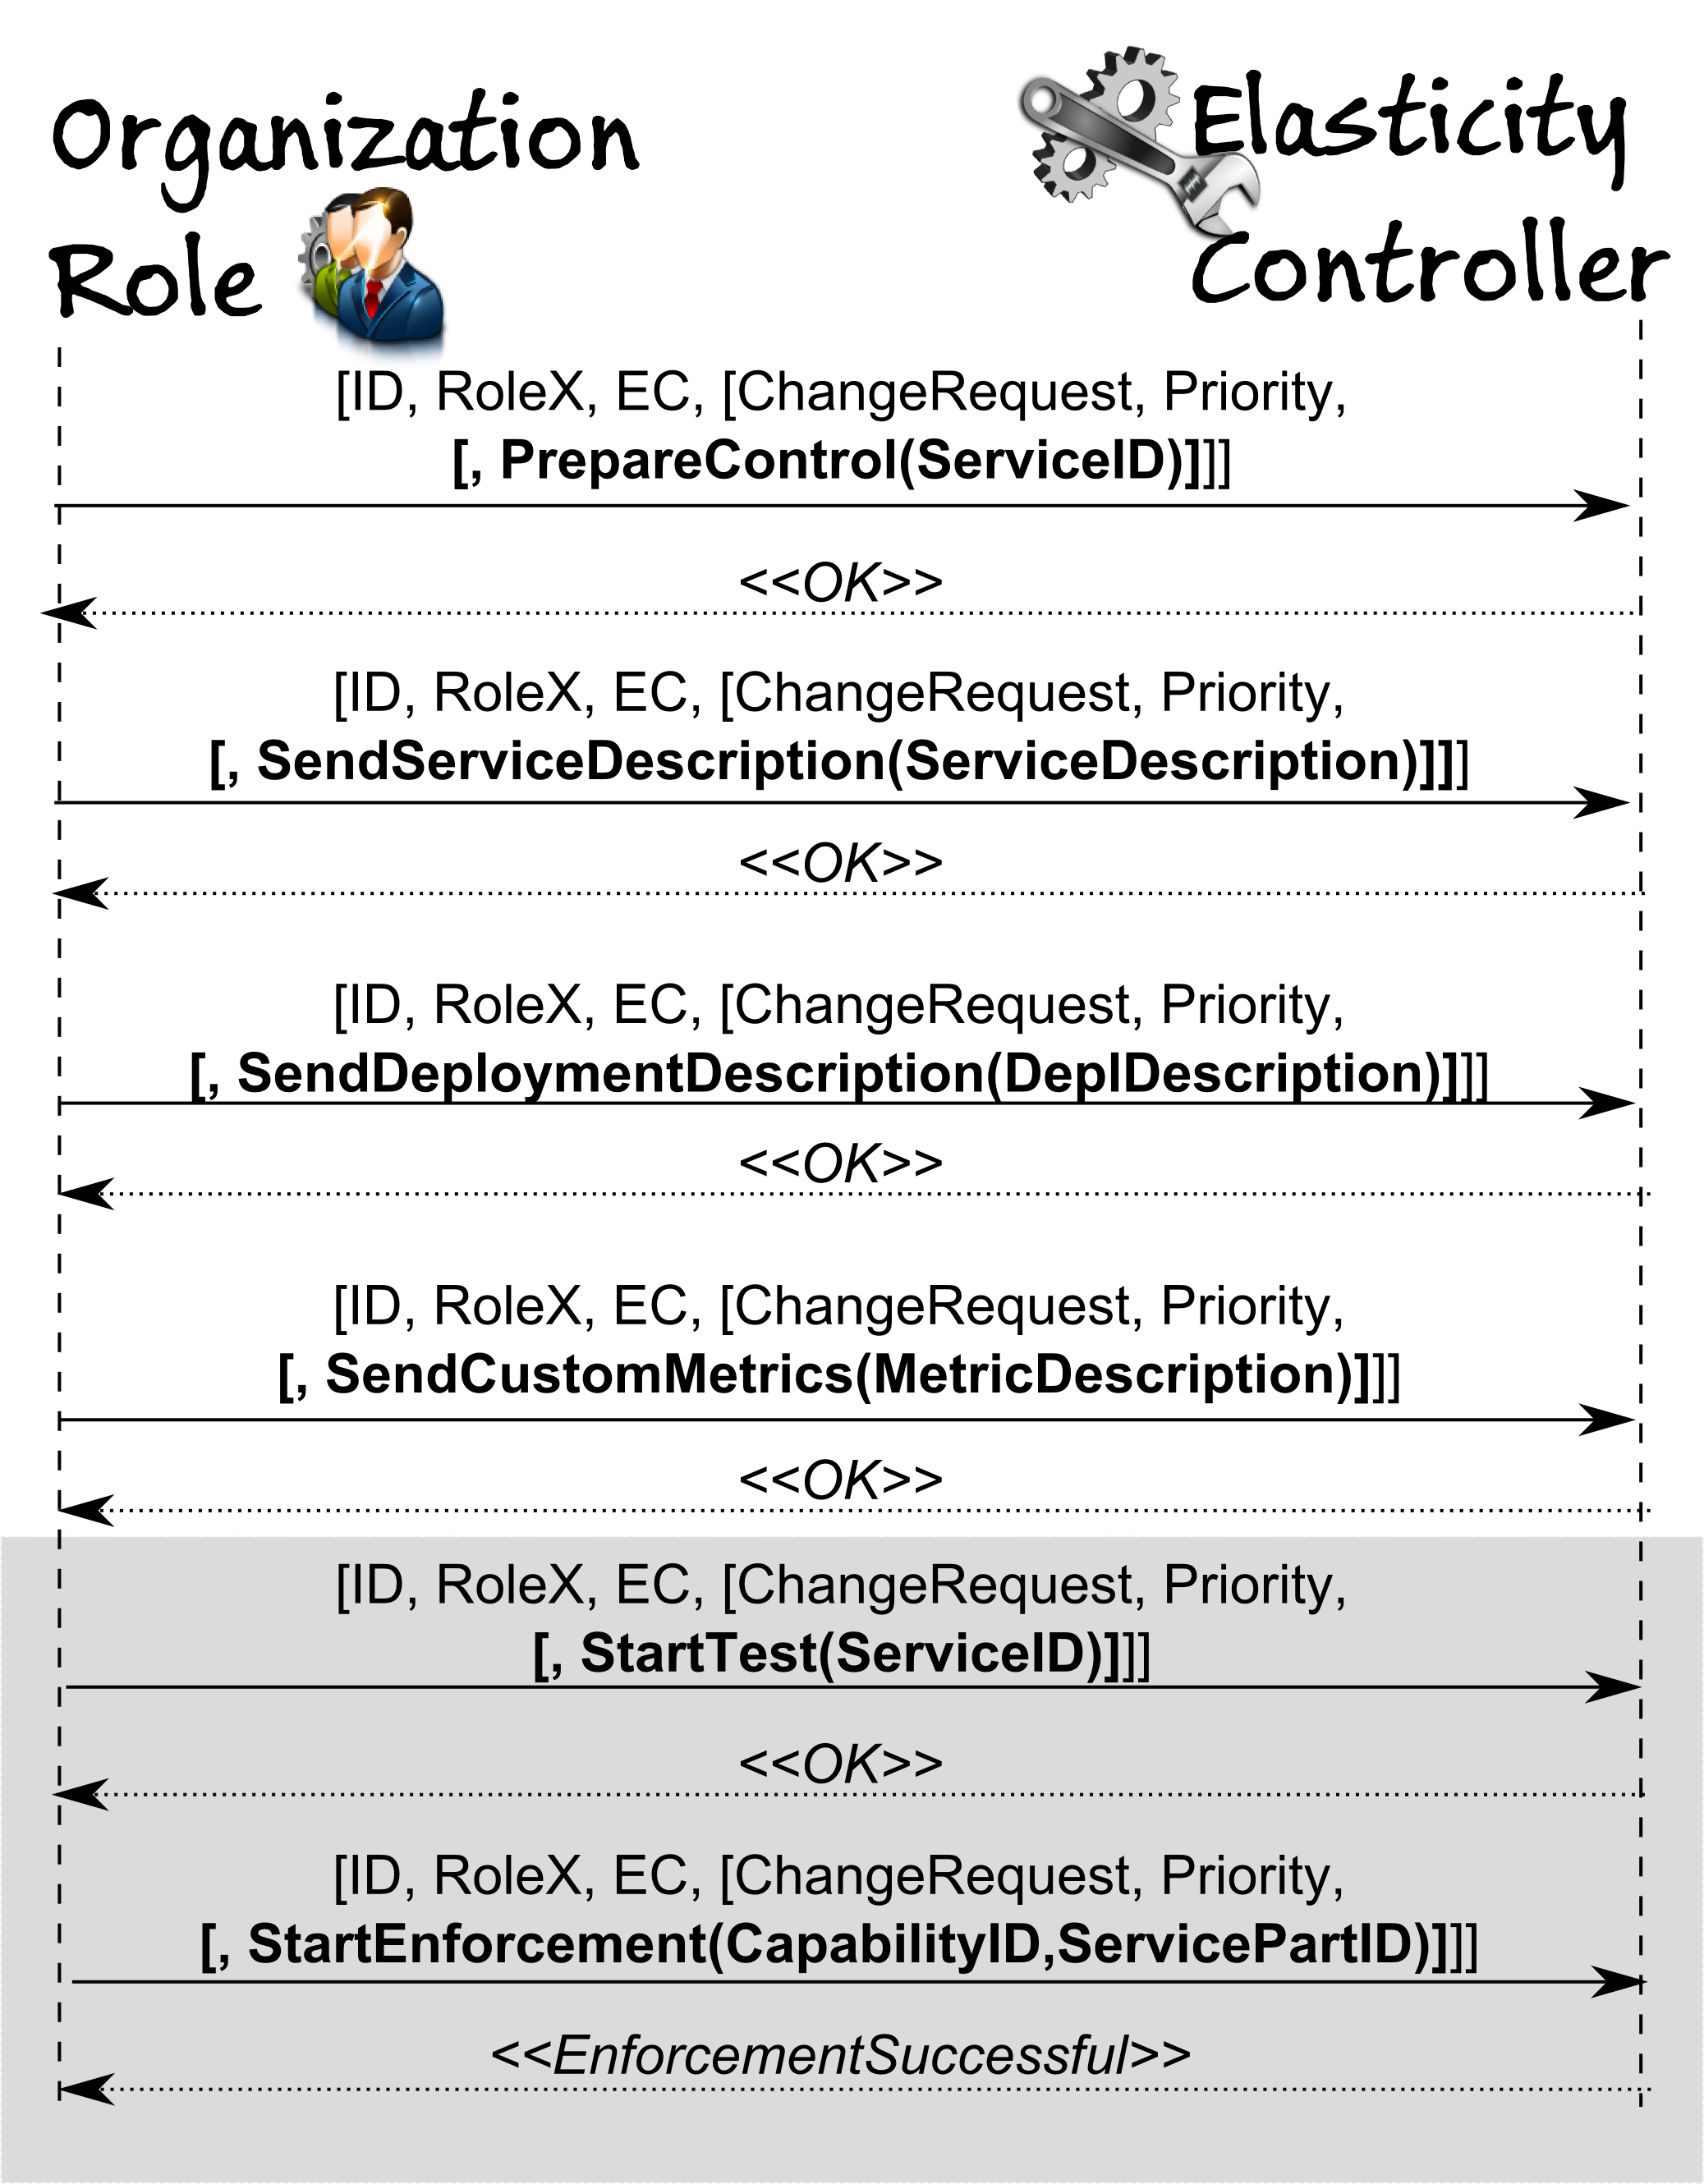 Organization
Role
Elasticity
Controller
[ID, RoleX, EC, [ChangeRequest, Priority,
[, PrepareControl(ServiceID)]]]]
<<OK>>
[ID, RoleX, EC, [ChangeRequest, Priority,
[, SendServiceDescription(ServiceDescription)]]]]
<<OK>>
[ID, RoleX, EC, [ChangeRequest, Priority,
[, SendDeploymentDescription(DeplDescription)]]]]
<<OK>>
[ID, RoleX, EC, [ChangeRequest, Priority,
[, SendCustomMetrics(MetricDescription)]]]]
<<OK>>
[ID, RoleX, EC, [ChangeRequest, Priority,
[, StartTest(ServiceID)]]]]
<<OK>>
[ID, RoleX, EC, [ChangeRequest, Priority,
[, StartEnforcement(CapabilityID,ServicePartID)]]]]
<<EnforcementSuccessful>>